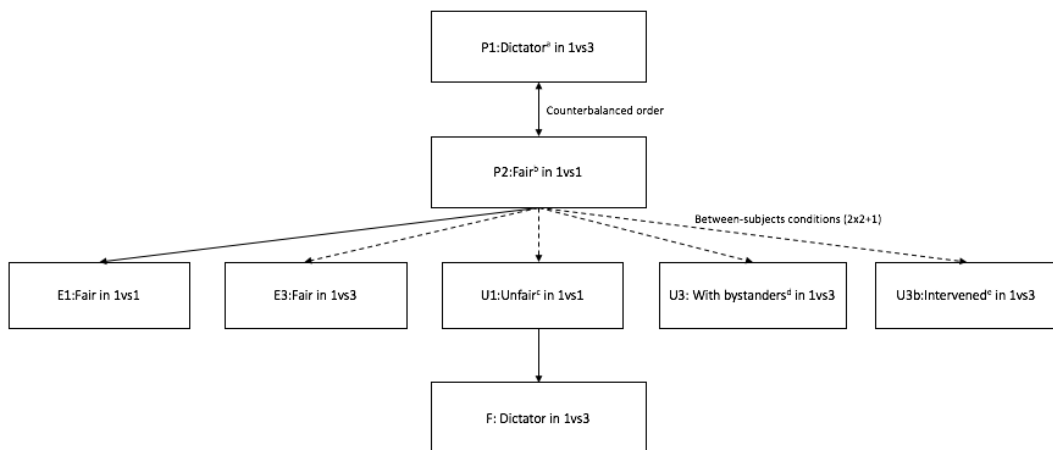 P1:Dictatorᵃ in 1vs3
Counterbalanced order
P2:Fairᵇ in 1vs1
Between-subjects conditions (2x2+1)
E1:Fair in 1vs1
E3:Fair in 1vs3
U1:Unfairᶜ in 1vs1
U3: With bystandersᵈ in 1vs3
U3b:Intervenedᵉ in 1vs3
F: Dictator in 1vs3